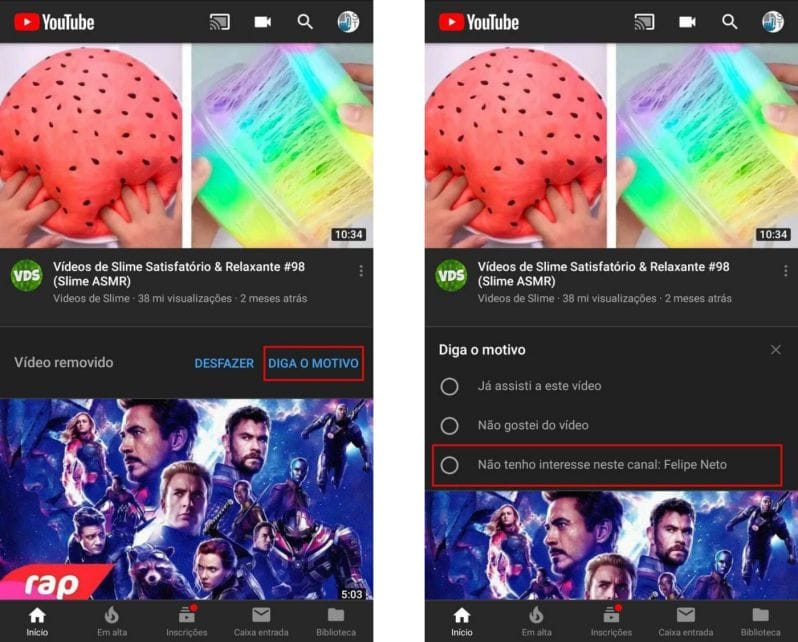 YouTube
10:34
VDS
Vídeos de Slime Satisfatório & Relaxante #98
(Slime ASMR)
Videos de Slime · 38 mi visualizações · 2 meses atrás
Vídeo removido
DESFAZER
DIGA O MOTIVO
rap
5:03
Início
Em alta
Inscrições
Caixa entrada
Biblioteca
YouTube
10:34
VDS
Vídeos de Slime Satisfatório & Relaxante #98
(Slime ASMR)
Videos de Slime · 38 mi visualizações · 2 meses atrás
Diga o motivo
Já assisti a este vídeo
Não gostei do vídeo
Não tenho interesse neste canal: Felipe Neto
Início
Em alta
Inscrições
Caixa entrada
Biblioteca